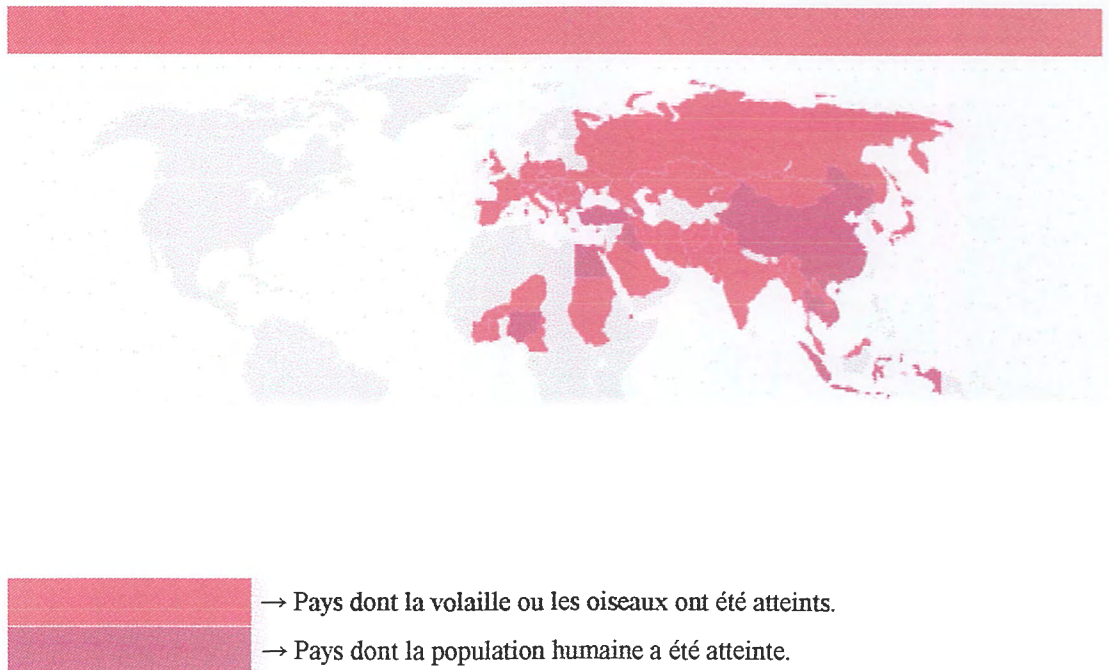 → Pays dont la volaille ou les oiseaux ont été atteints.
→ Pays dont la population humaine a été atteinte.